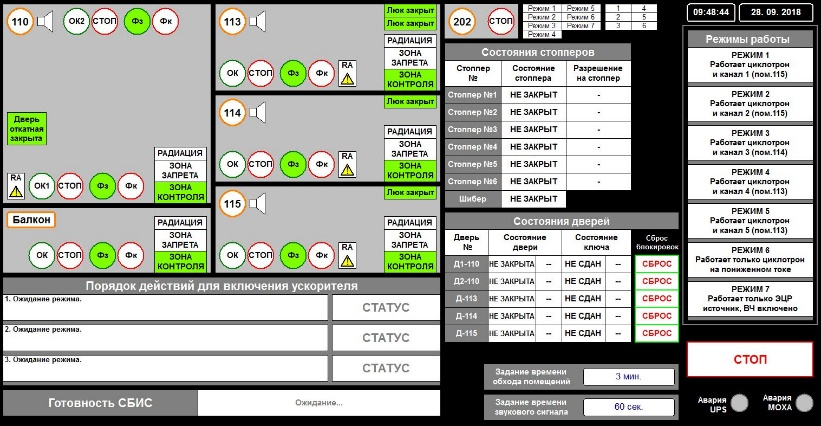 110
ОК2
СТОП
Фз
Фк
Дверь
откатная
закрыта
RA
ОК1
СТОП
Фз
Фк
РАДИАЦИЯ
ЗОНА
ЗАПРЕТА
ЗОНА
КОНТРОЛЯ
Балкон
ОК
СТОП
Фз
Фк
РАДИАЦИЯ
ЗОНА
ЗАПРЕТА
ЗОНА
КОНТРОЛЯ
113
Люк закрыт
Люк закрыт
ОК
СТОП
Фз
Фк
RA
РАДИАЦИЯ
ЗОНА
ЗАПРЕТА
ЗОНА
КОНТРОЛЯ
114
Люк закрыт
ОК
СТОП
Фз
Фк
RA
РАДИАЦИЯ
ЗОНА
ЗАПРЕТА
ЗОНА
КОНТРОЛЯ
115
Люк закрыт
ОК
СТОП
Фз
Фк
RA
РАДИАЦИЯ
ЗОНА
ЗАПРЕТА
ЗОНА
КОНТРОЛЯ
Порядок действий для включения ускорителя
1. Ожидание режима. СТАТУС
2. Ожидание режима. СТАТУС
3. Ожидание режима. СТАТУС
Готовность СБИС Ожидание...
202
СТОП
Режим 1 Режим 5 1 4
Режим 2 Режим 6 2 5
Режим 3 Режим 7 3 6
Режим 4
Состояния стопперов
Стоппер № Состояние стоппера Разрешение на стоппер
Стоппер №1 НЕ ЗАКРЫТ -
Стоппер №2 НЕ ЗАКРЫТ -
Стоппер №3 НЕ ЗАКРЫТ -
Стоппер №4 НЕ ЗАКРЫТ -
Стоппер №5 НЕ ЗАКРЫТ -
Стоппер №6 НЕ ЗАКРЫТ -
Шибер НЕ ЗАКРЫТ
Состояния дверей
Дверь № Состояние двери Состояние ключа Сброс блокировок
Д1-110 НЕ ЗАКРЫТА -- НЕ СДАН -- СБРОС
Д2-110 НЕ ЗАКРЫТА -- НЕ СДАН -- СБРОС
Д-113 НЕ ЗАКРЫТА -- НЕ СДАН -- СБРОС
Д-114 НЕ ЗАКРЫТА -- НЕ СДАН -- СБРОС
Д-115 НЕ ЗАКРЫТА -- НЕ СДАН -- СБРОС
Задание времени
обхода помещений
3 мин.
Задание времени
звукового сигнала
60 сек.
09:48:44 28. 09. 2018
Режимы работы
РЕЖИМ 1
Работает циклотрон
и канал 1 (пом.115)
РЕЖИМ 2
Работает циклотрон
и канал 2 (пом.115)
РЕЖИМ 3
Работает циклотрон
и канал 3 (пом.114)
РЕЖИМ 4
Работает циклотрон
и канал 4 (пом.113)
РЕЖИМ 5
Работает циклотрон
и канал 5 (пом.113)
РЕЖИМ 6
Работает только циклотрон
на пониженном токе
РЕЖИМ 7
Работает только ЭЦР
источник, ВЧ включено
СТОП
Авария
UPS
Авария
MOXA